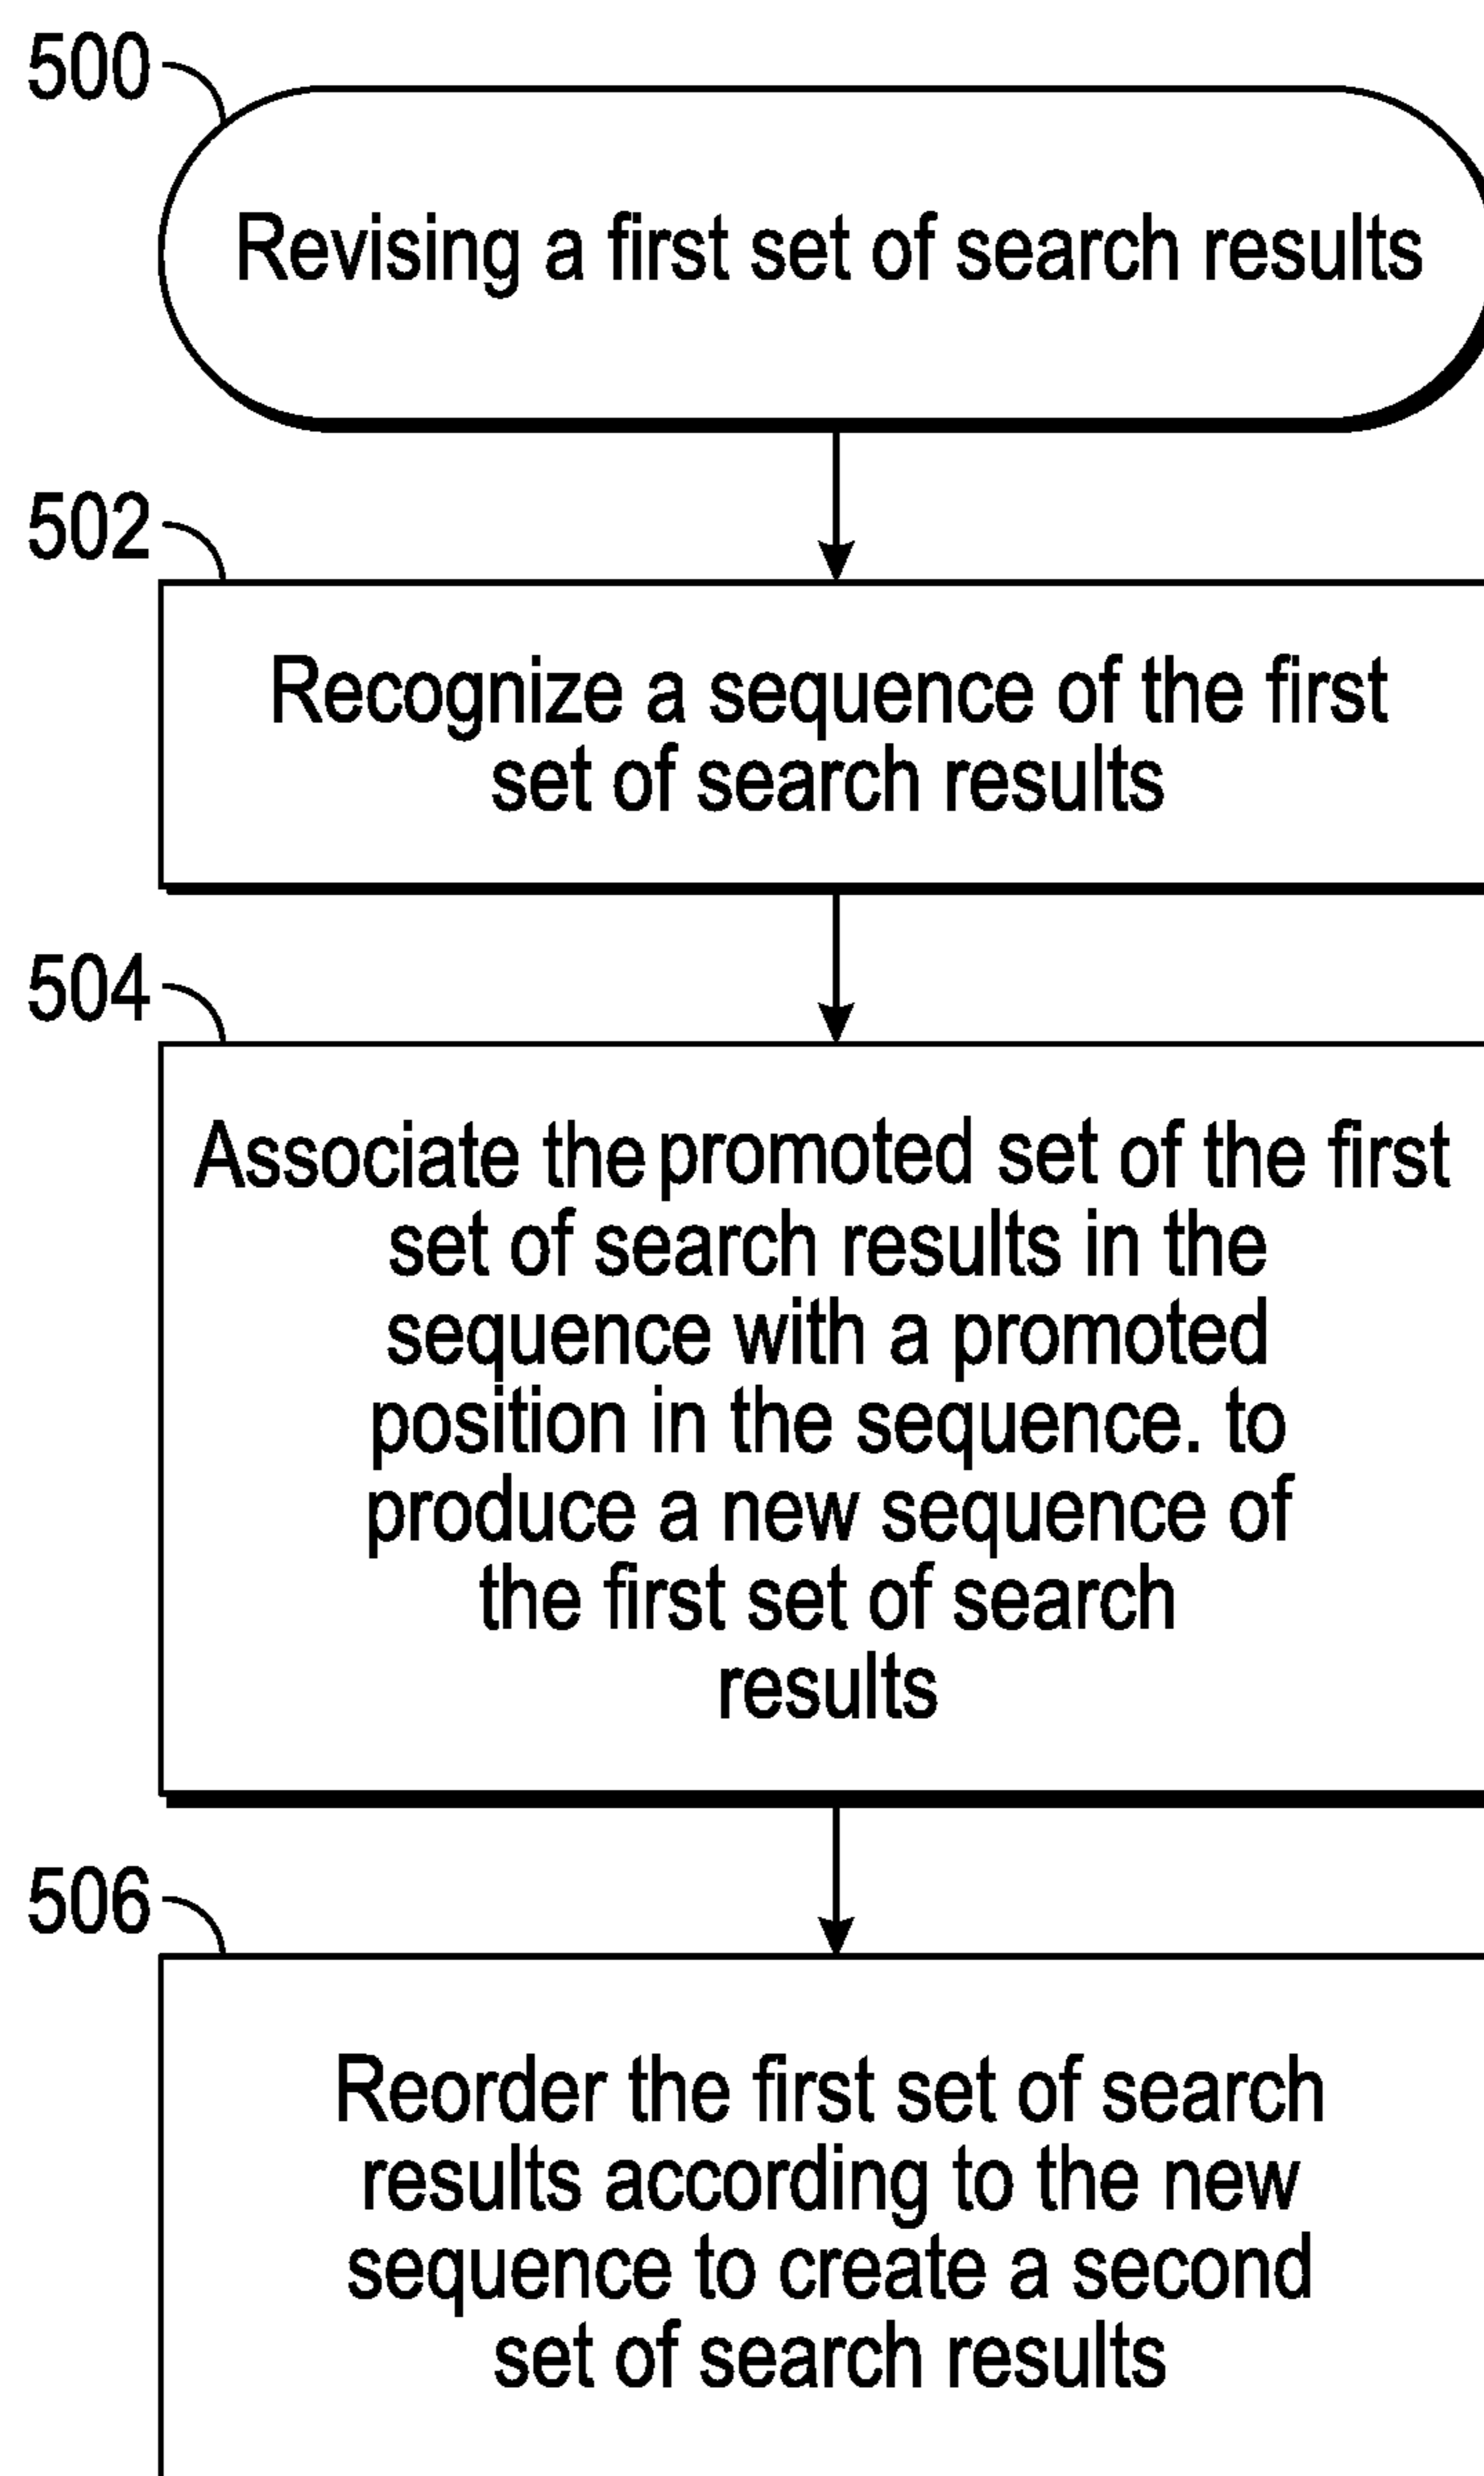 500
Revising a first set of search results
502
Recognize a sequence of the first
set of search results
504
Associate the promoted set of the first
set of search results in the
sequence with a promoted
position in the sequence. to
produce a new sequence of
the first set of search
results
506
Reorder the first set of search
results according to the new
sequence to create a second
set of search results